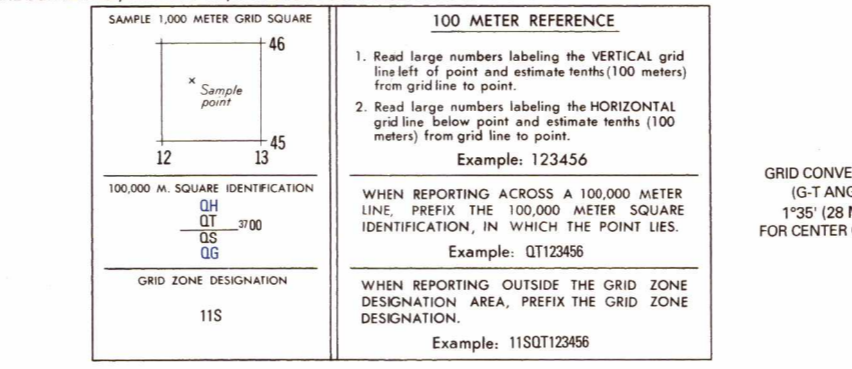 SAMPLE 1,000 METER GRID SQUARE
46
Sample
point
45
12 13
100,000 M. SQUARE IDENTIFICATION
QH
QT 3700
QS
QG
GRID ZONE DESIGNATION
11S
100 METER REFERENCE
1. Read large numbers labeling the VERTICAL grid
line left of point and estimate tenths (100 meters)
from grid line to point.
2. Read large numbers labeling the HORIZONTAL
grid line below point and estimate tenths (100
meters) from grid line to point.
Example: 123456
WHEN REPORTING ACROSS A 100,000 METER
LINE, PREFIX THE 100,000 METER SQUARE
IDENTIFICATION, IN WHICH THE POINT LIES.
Example: QT123456
WHEN REPORTING OUTSIDE THE GRID ZONE
DESIGNATION AREA, PREFIX THE GRID ZONE
DESIGNATION.
Example: 11SQT123456
GRID CONVE
(G-T ANG
1°35' (28
FOR CENTER